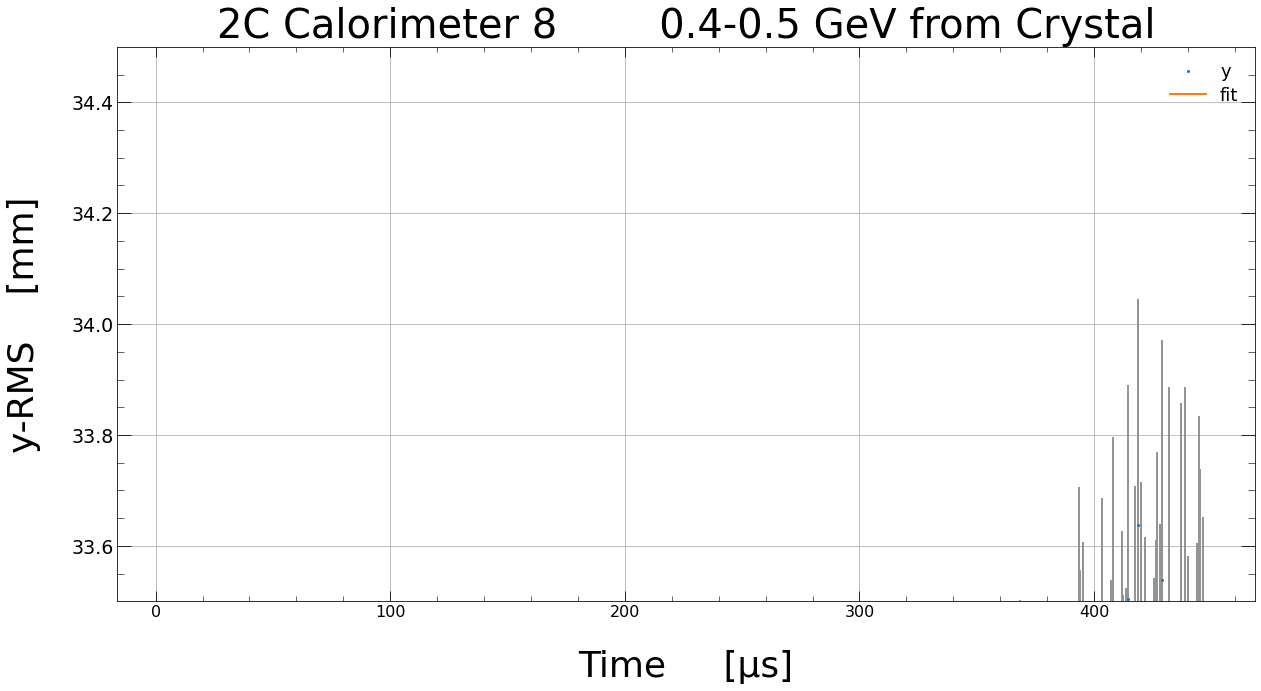 2C Calorimeter 8 0.4-0.5 GeV from Crystal
y
fit
34.4
34.2
34.0
33.8
33.6
y-RMS [mm]
0 100 200 300 400
Time [µs]